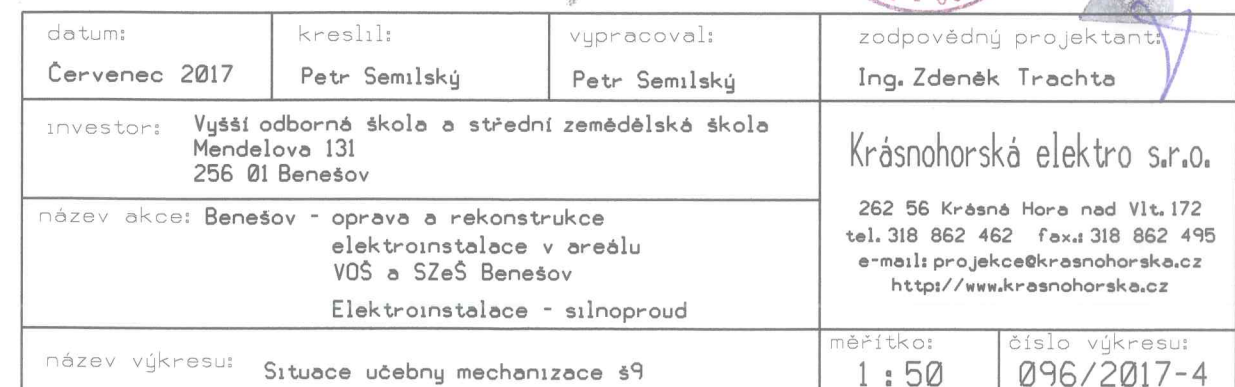 datum:
Červenec 2017
kreslil:
Petr Semilský
vypracoval:
Petr Semilský
zodpovědný projektant:
Ing. Zdeněk Trachta
investor: Vyšší odborná škola a střední zemědělská škola
Mendelova 131
256 01 Benešov
Krásnohorská elektro s.r.o.
262 56 Krásná Hora nad Vlt. 172
tel. 318 862 462 fax.: 318 862 495
e-mail: projekce@krasnohorska.cz
http://www.krasnohorska.cz
název akce: Benešov - oprava a rekonstrukce
elektroinstalace v areálu
VOŠ a SZeŠ Benešov
Elektroinstalace - silnoproud
název výkresu: Situace učebny mechanizace š9
měřítko:
1 : 50
číslo výkresu:
096/2017-4